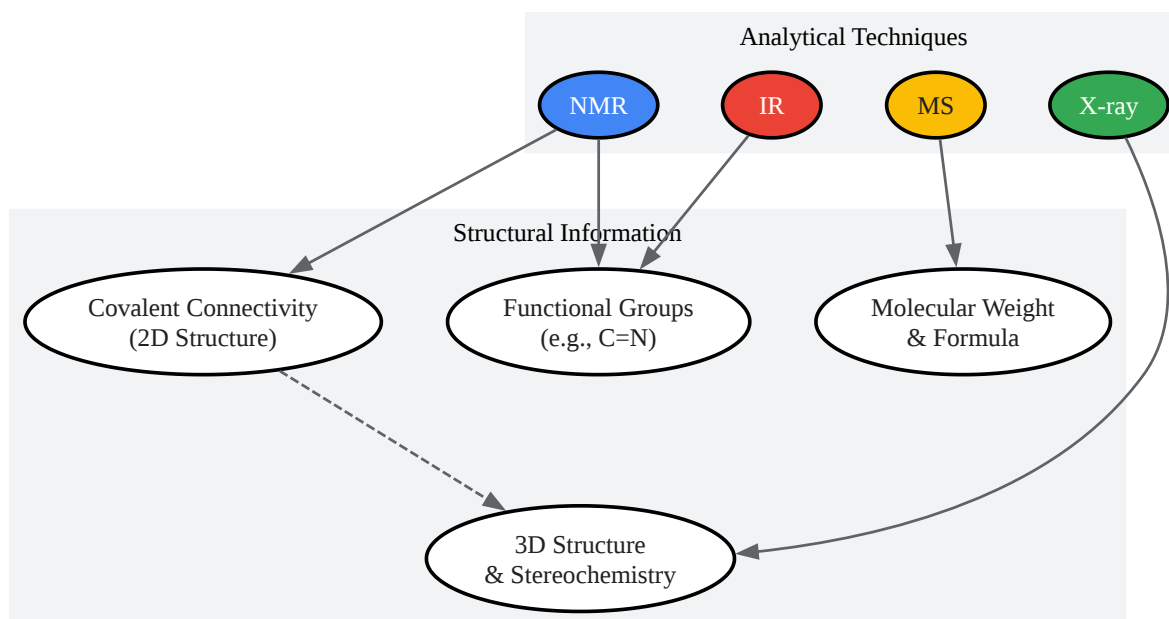 Analytical Techniques
NMR
IR
MS
X-ray
Structural Information
Covalent Connectivity
(2D Structure)
Functional Groups
(e.g., C=N)
Molecular Weight
& Formula
3D Structure
& Stereochemistry